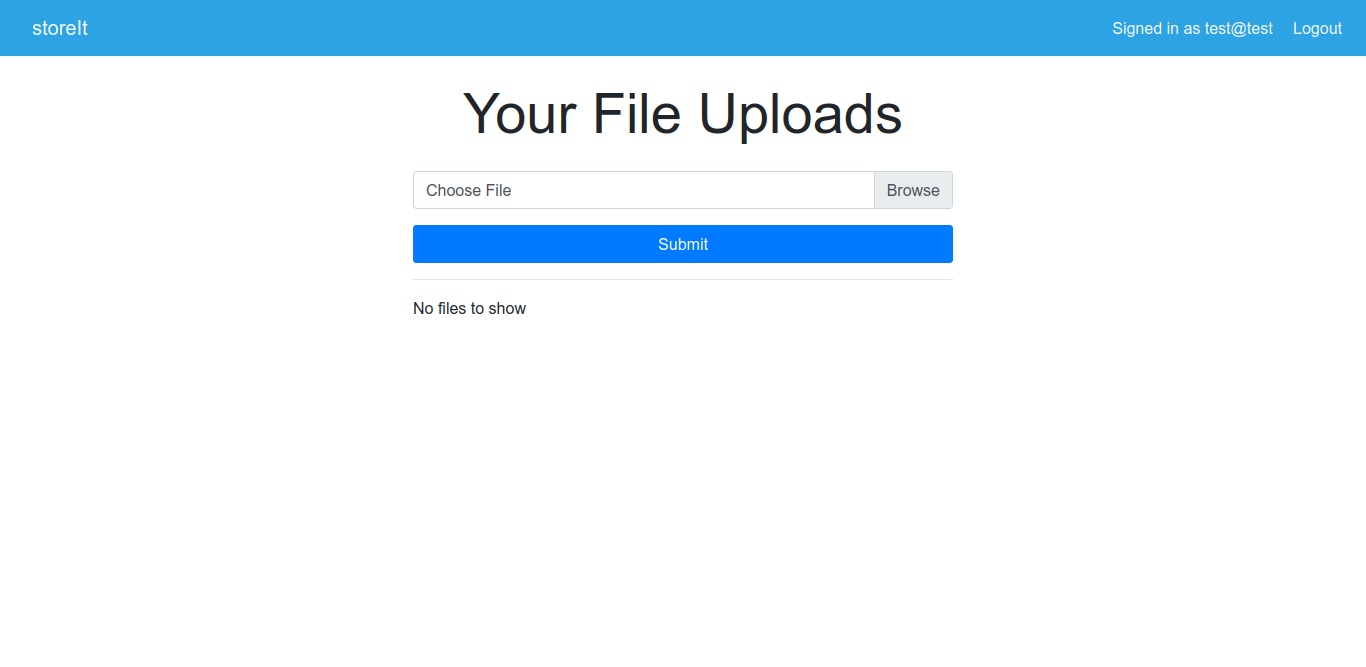 storeIt
Signed in as test@test Logout
Your File Uploads
Choose File Browse
Submit
No files to show